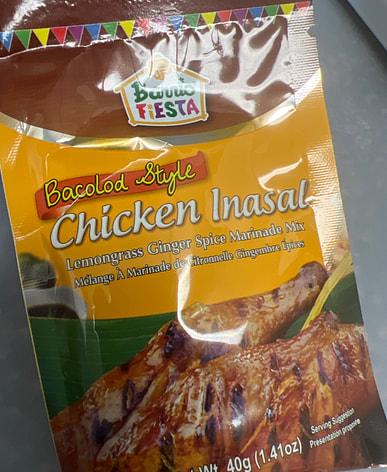 Barrio
FIESTA
Bacolod Style
Chicken Inasal
Lemongrass Ginger Spice Marinade Mix
Mélange À Marinade de Citronnelle Gingembre Épices
Serving Suggestion
Présentation proposée
Wt. 40g (1.41oz)